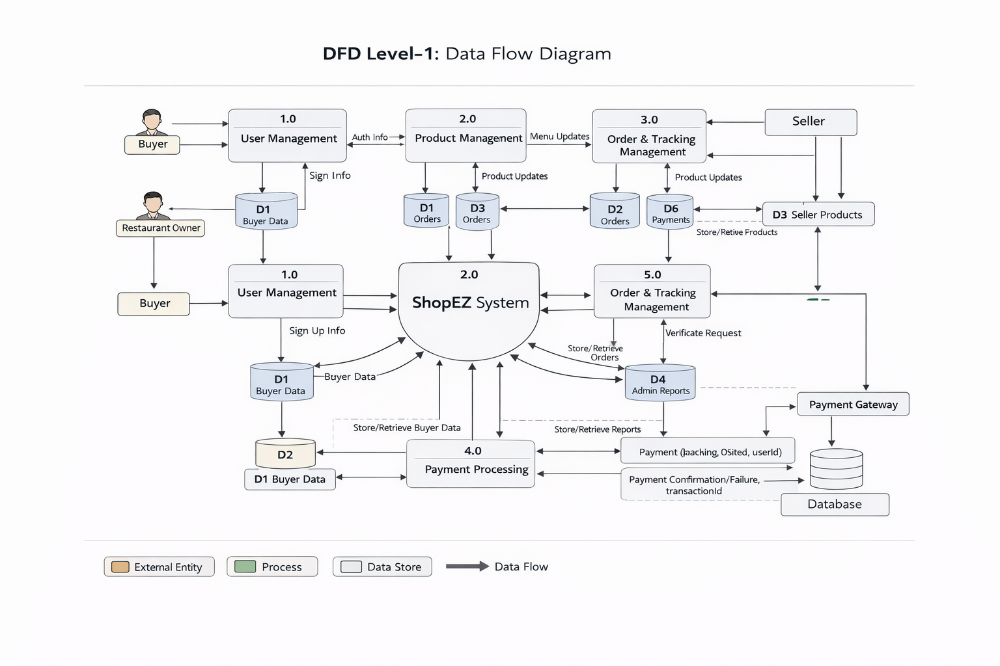 DFD Level-1: Data Flow Diagram
1.0
User Management
2.0
Product Management
3.0
Order & Tracking
Management
Seller
Buyer
Auth Info
Menu Updates
Sign Info
Product Updates
Product Updates
D1
Buyer Data
D1
Orders
D3
Orders
D2
Orders
D6
Payments
D3 Seller Products
Restaurant Owner
Store/Retive Products
1.0
User Management
2.0
ShopEZ System
5.0
Order & Tracking
Management
Buyer
Sign Up Info
Verificate Request
Store/Retrieve
Orders
D1
Buyer Data
Buyer Data
D4
Admin Reports
Payment Gateway
Store/Retrieve Buyer Data
Store/Retrieve Reports
D2
D1 Buyer Data
4.0
Payment Processing
Payment ( OSited, userId)
Payment Confirmation/Failure,
transactionId
Database
External Entity
Process
Data Store
Data Flow